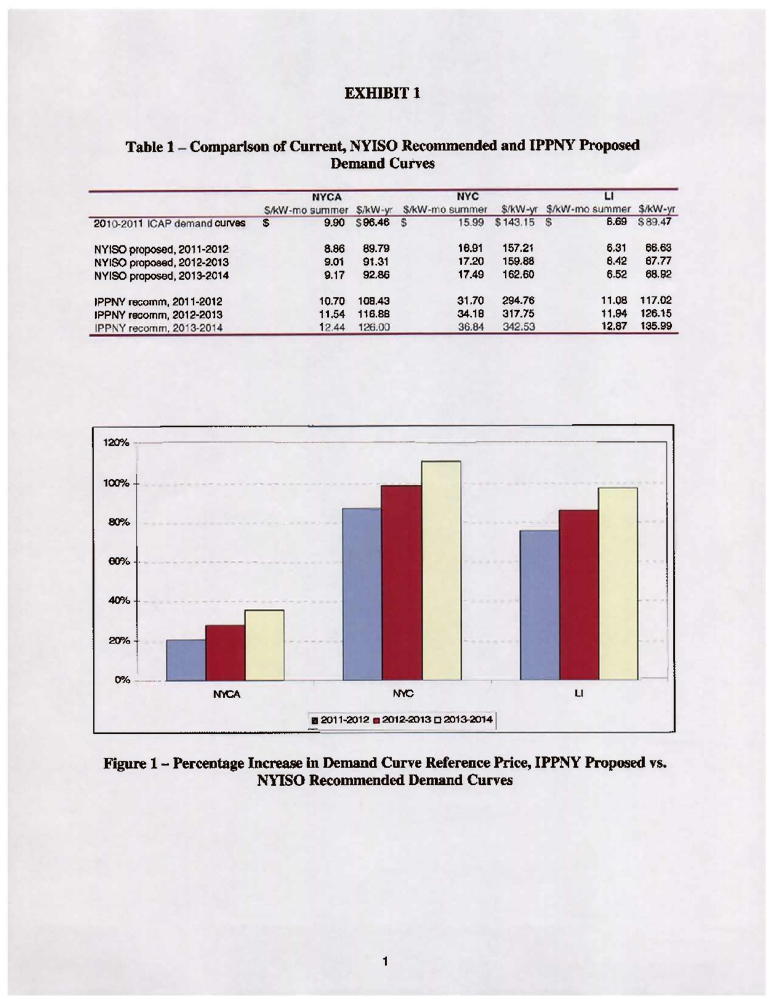 EXHIBIT 1
Table 1 – Comparison of Current, NYISO Recommended and IPPNY Proposed
Demand Curves
NYCA NYC LI
$/kW-mo summer $/kW-yr $/kW-mo summer $/kW-yr $/kW-mo summer $/kW-yr
2010-2011 ICAP demand curves $ 9.90 $96.46 $ 15.99 $143.15 $ 6.69 $89.47
NYISO proposed, 2011-2012 8.86 89.79 16.91 157.21 6.31 66.63
NYISO proposed, 2012-2013 9.01 91.31 17.20 159.88 6.42 67.77
NYISO proposed, 2013-2014 9.17 92.86 17.49 162.60 6.52 68.92
IPPNY recomm, 2011-2012 10.70 108.43 31.70 294.76 11.08 117.02
IPPNY recomm, 2012-2013 11.54 116.88 34.18 317.75 11.94 126.15
IPPNY recomm, 2013-2014 12.44 126.00 36.84 342.53 12.87 135.99
120%
100%
80%
60%
40%
20%
0%
NYCA NYC LI
2011-2012 2012-2013 2013-2014
Figure 1 – Percentage Increase in Demand Curve Reference Price, IPPNY Proposed vs.
NYISO Recommended Demand Curves
1